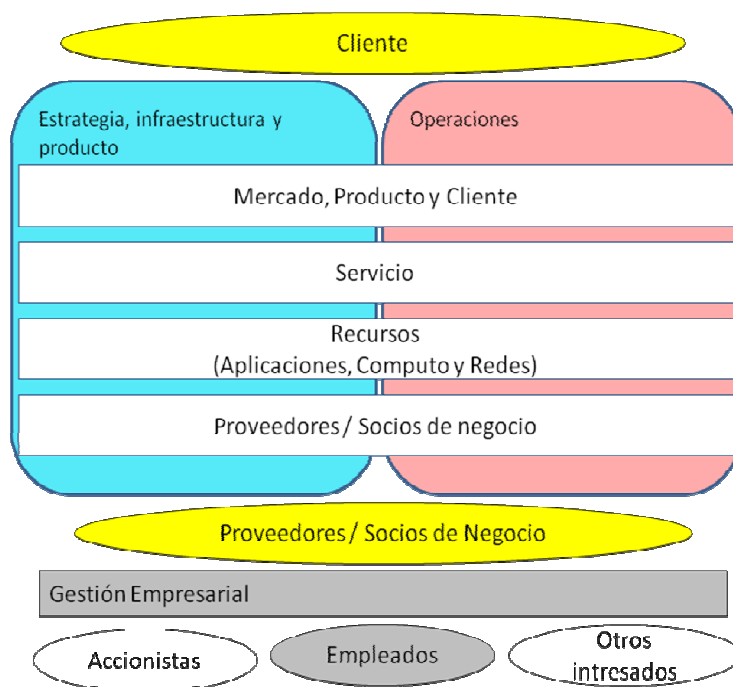 Cliente
Estrategia, infraestructura y
producto
Operaciones
Mercado, Producto y Cliente
Servicio
Recursos
(Aplicaciones, Computo y Redes)
Proveedores / Socios de negocio
Proveedores / Socios de Negocio
Gestión Empresarial
Accionistas
Empleados
Otros
intresados